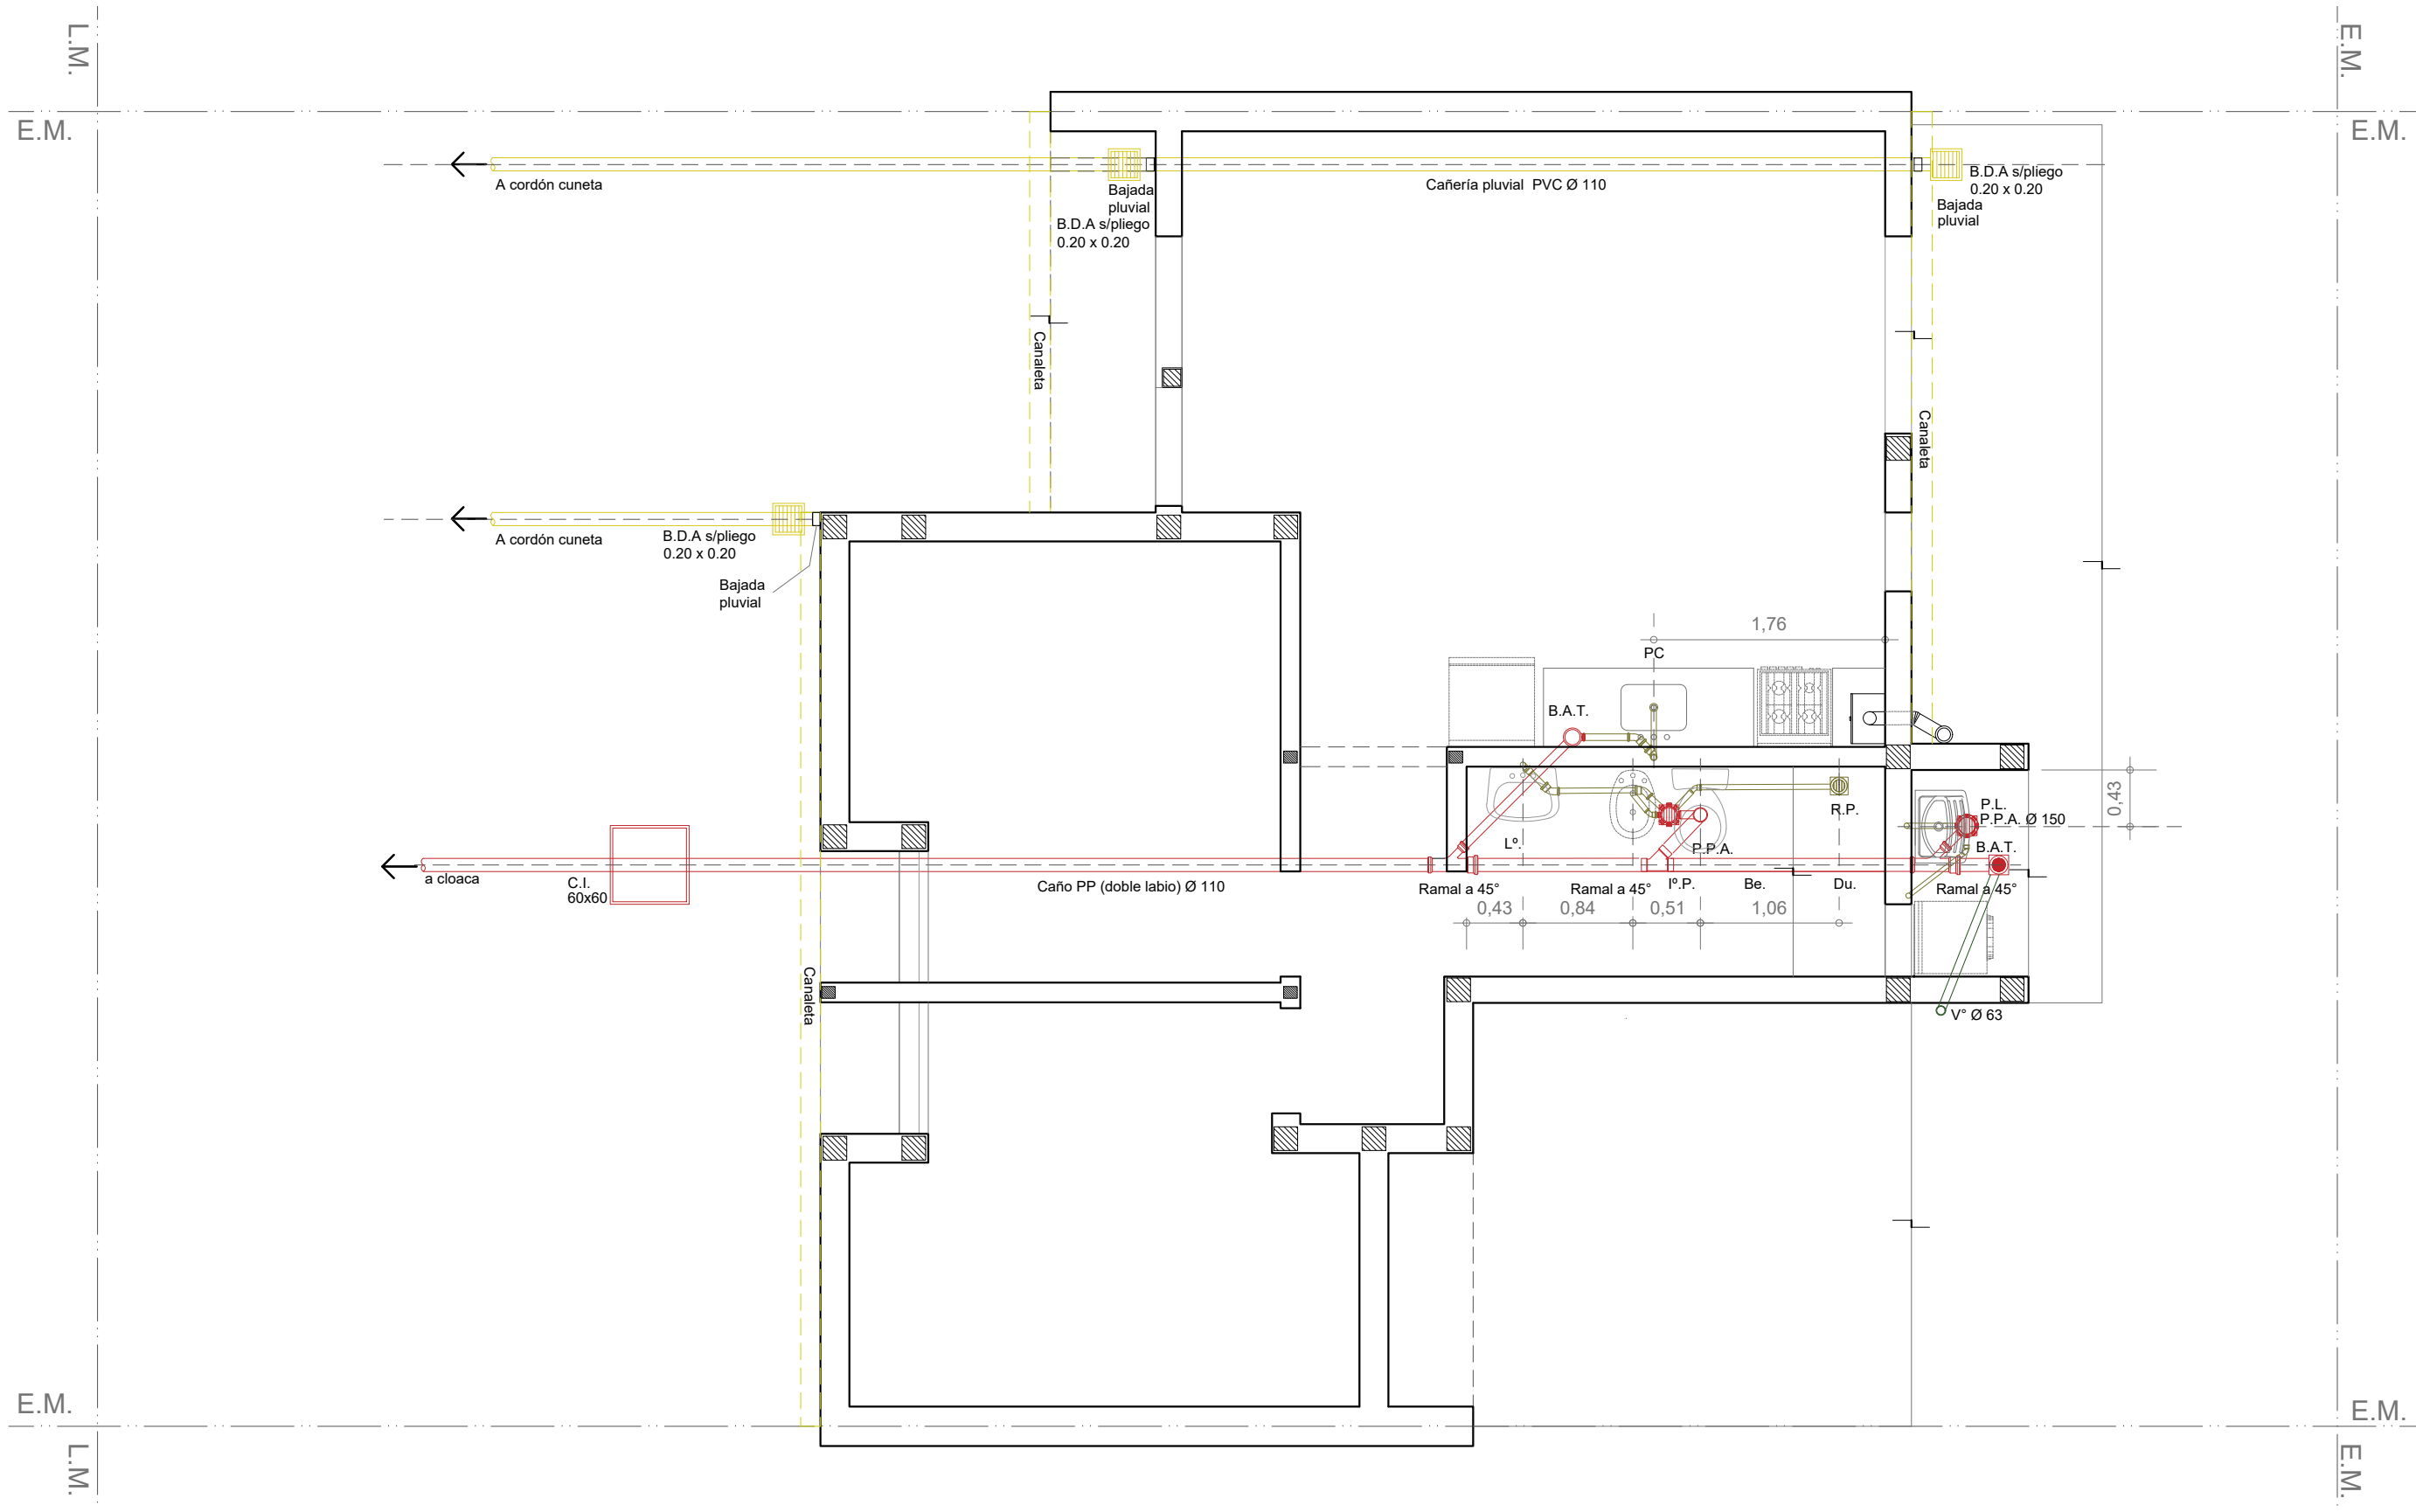 L.M.
E.M.
E.M.
E.M.
A cordón cuneta
Bajada
pluvial
B.D.A s/pliego
0.20 x 0.20
Cañería pluvial PVC Ø 110
B.D.A s/pliego
0.20 x 0.20
Bajada
pluvial
Canaleta
Canaleta
A cordón cuneta
B.D.A s/pliego
0.20 x 0.20
Bajada
pluvial
1,76
PC
B.A.T.
R.P.
P.L.
P.P.A. Ø 150
0,43
Lº.
P.P.A.
B.A.T.
a cloaca
C.I.
60x60
Caño PP (doble labio) Ø 110
Ramal a 45°
Ramal a 45°
Iº.P.
Be.
Du.
Ramal a 45°
0,43
0,84
0,51
1,06
Canaleta
V° Ø 63
E.M.
E.M.
L.M.
E.M.